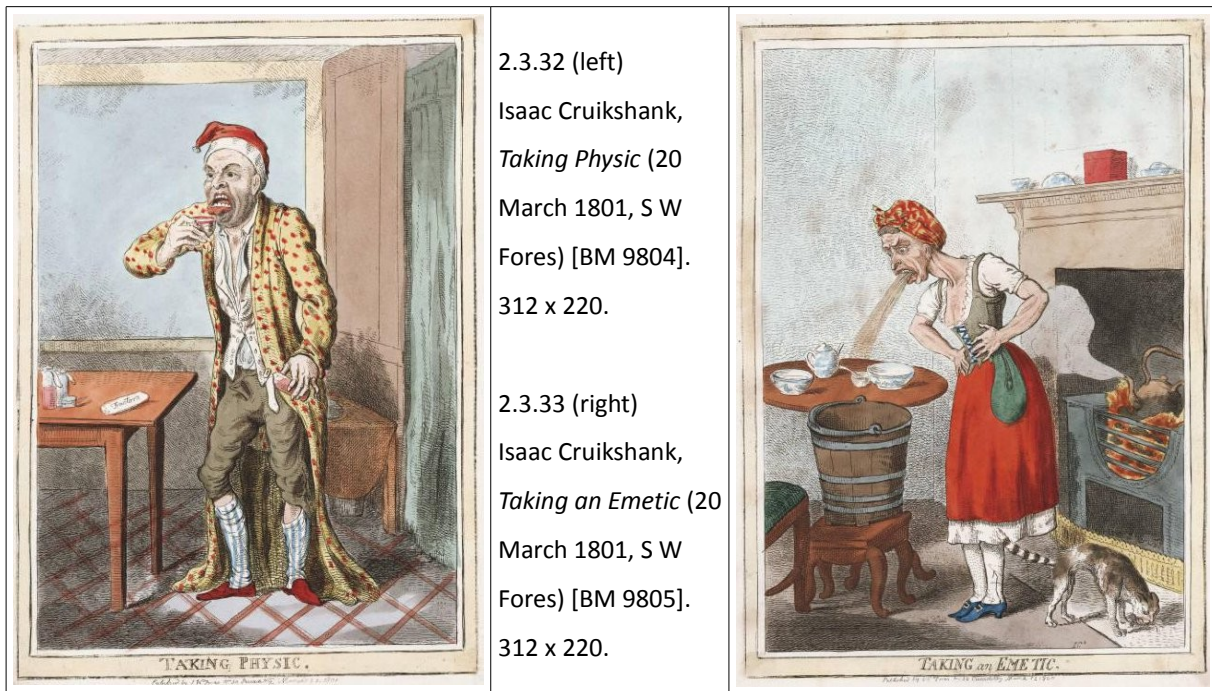 TAKING PHYSIC.
2.3.32 (left)
Isaac Cruikshank,
Taking Physic (20
March 1801, S W
Fores) [BM 9804].
312 x 220.
2.3.33 (right)
Isaac Cruikshank,
Taking an Emetic (20
March 1801, S W
Fores) [BM 9805].
312 x 220.
TAKING an EMETIC.